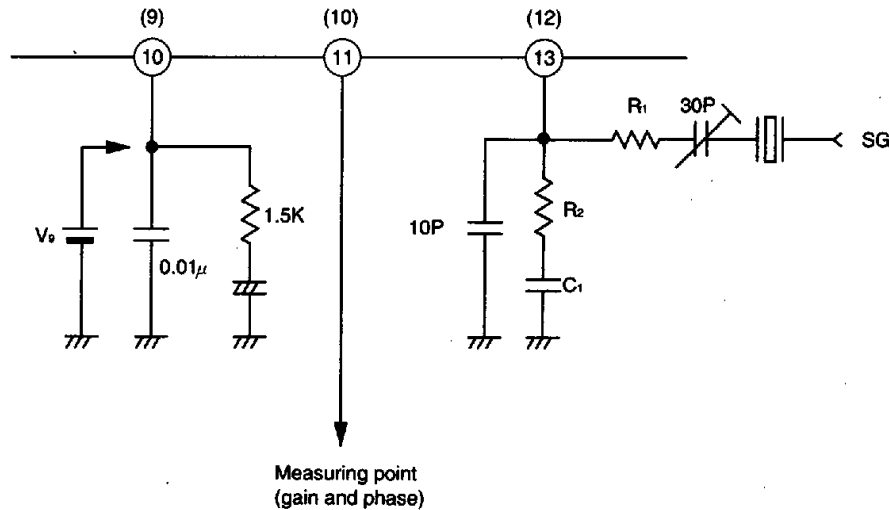 (9) (10) (12)
10 11 13
R₁ 30P
SG
V₉ 0.01μ 1.5K
10P R₂
C₁
Measuring point
(gain and phase)